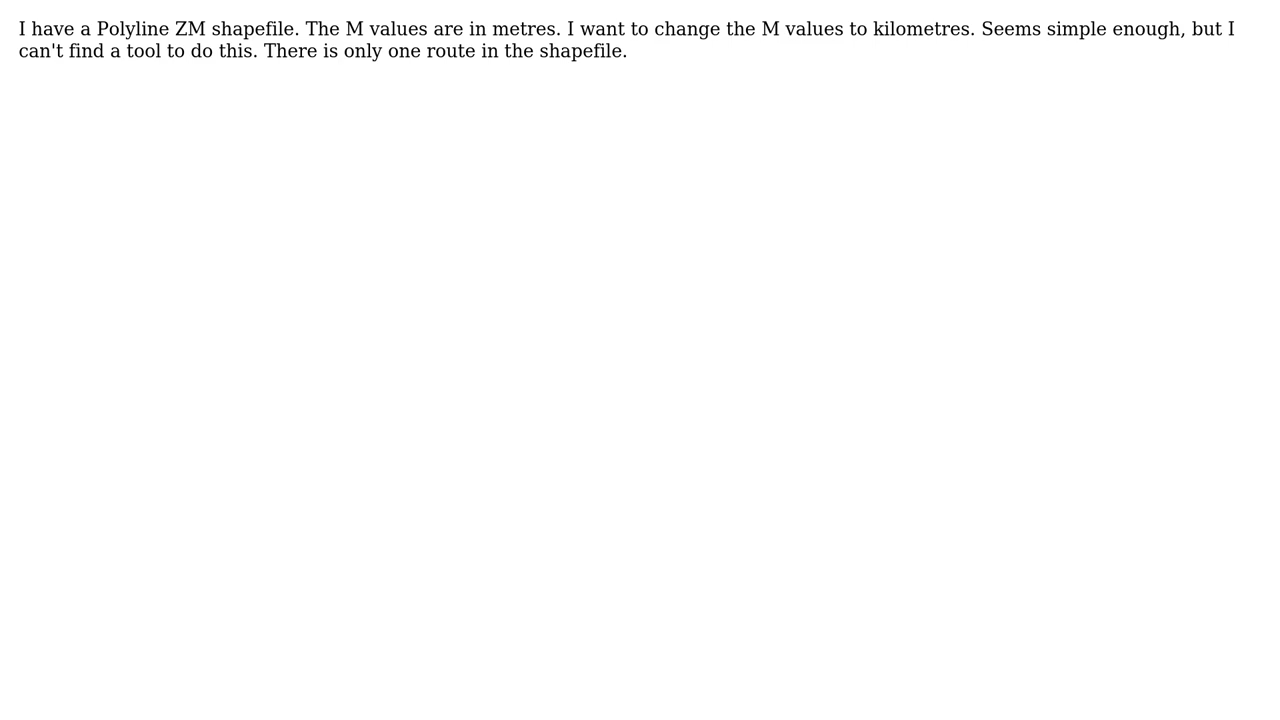 I have a Polyline ZM shapefile. The M values are in metres. I want to change the M values to kilometres. Seems simple enough, but I
can't find a tool to do this. There is only one route in the shapefile.